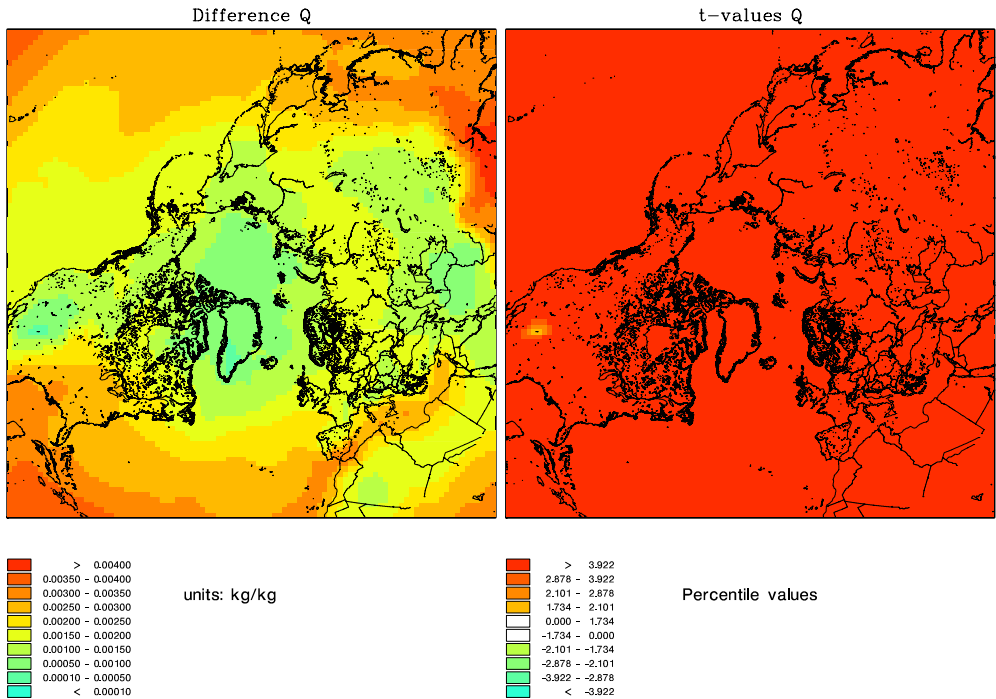 Difference Q
t-values Q
> 0.00400
0.00350 - 0.00400
0.00300 - 0.00350
0.00250 - 0.00300
0.00200 - 0.00250
0.00150 - 0.00200
0.00100 - 0.00150
0.00050 - 0.00100
0.00010 - 0.00050
< 0.00010
units: kg/kg
> 3.922
2.878 - 3.922
2.101 - 2.878
1.734 - 2.101
0.000 - 1.734
-1.734 - 0.000
-2.101 - -1.734
-2.878 - -2.101
-3.922 - -2.878
< -3.922
Percentile values